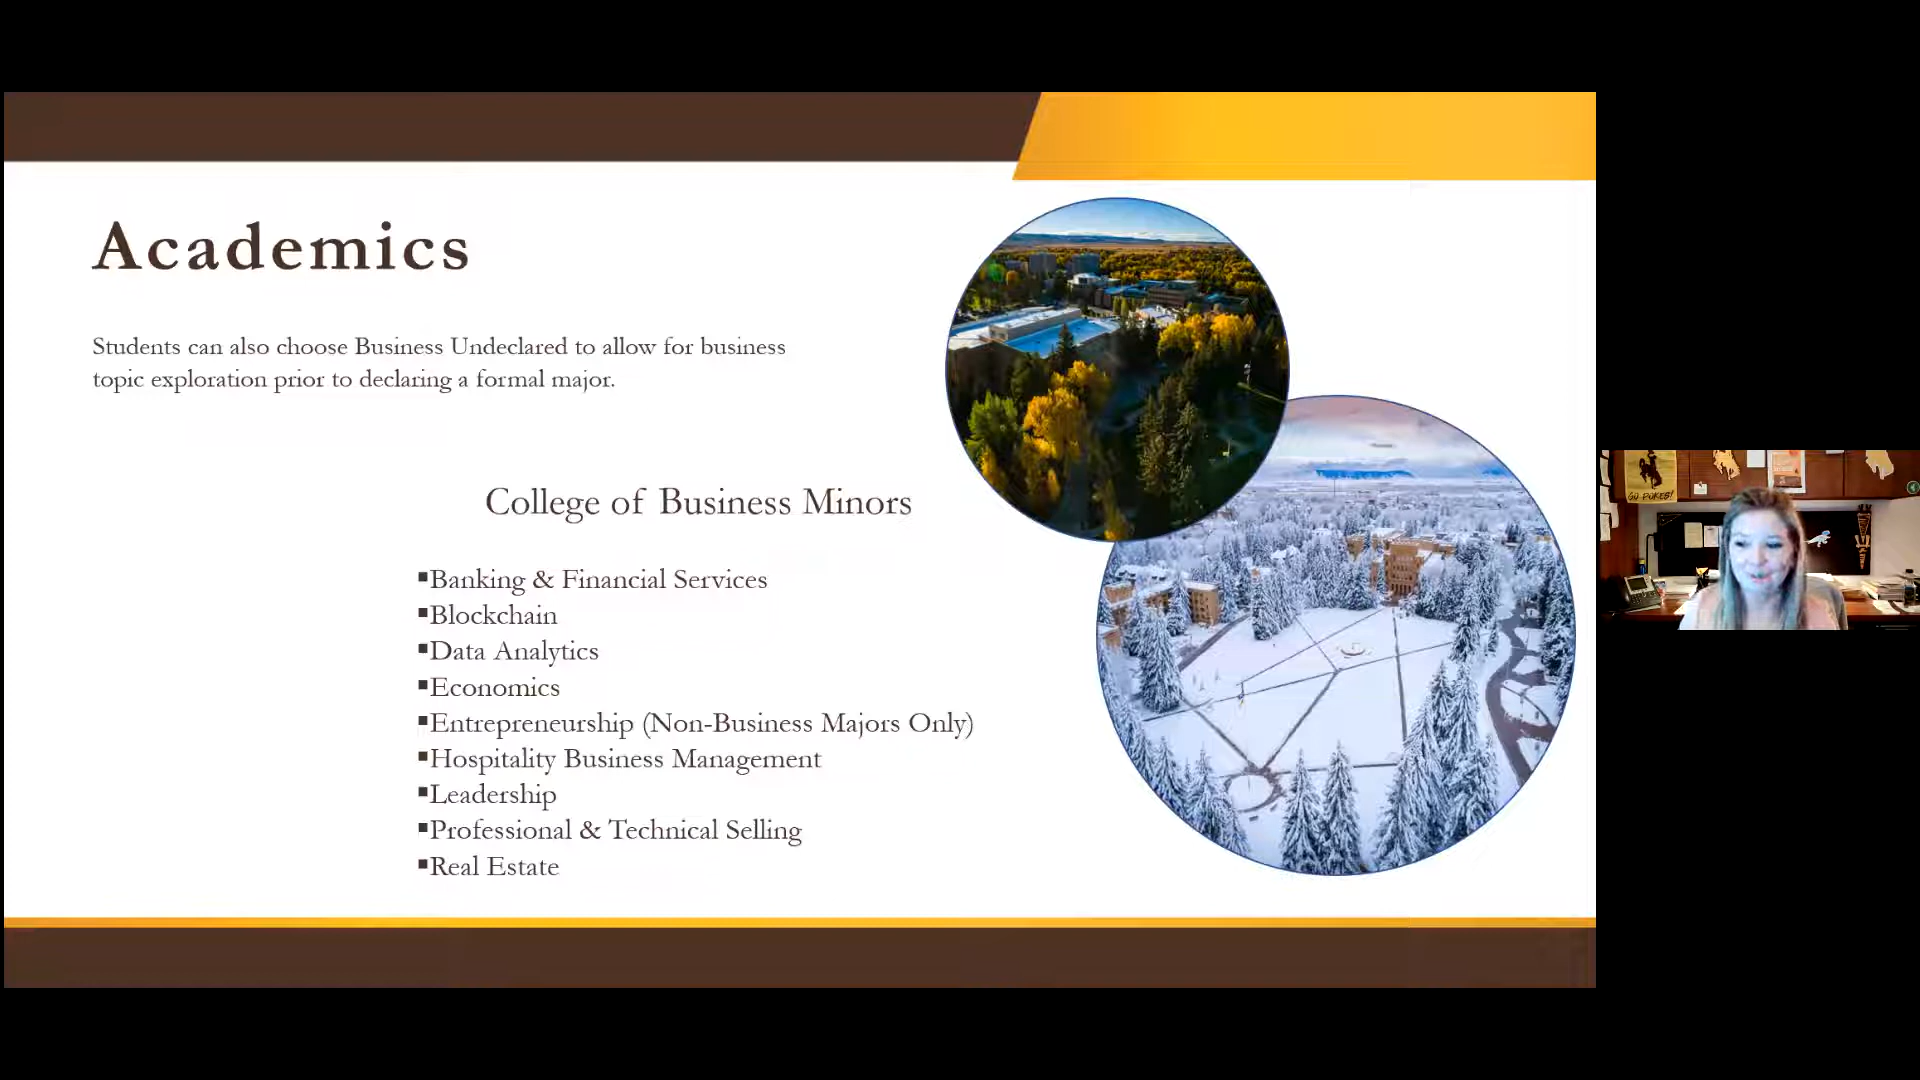 Academics
Students can also choose Business Undeclared to allow for business
topic exploration prior to declaring a formal major.
College of Business Minors
▪Banking & Financial Services
▪Blockchain
▪Data Analytics
▪Economics
▪Entrepreneurship (Non-Business Majors Only)
▪Hospitality Business Management
▪Leadership
▪Professional & Technical Selling
▪Real Estate
GO POKES!